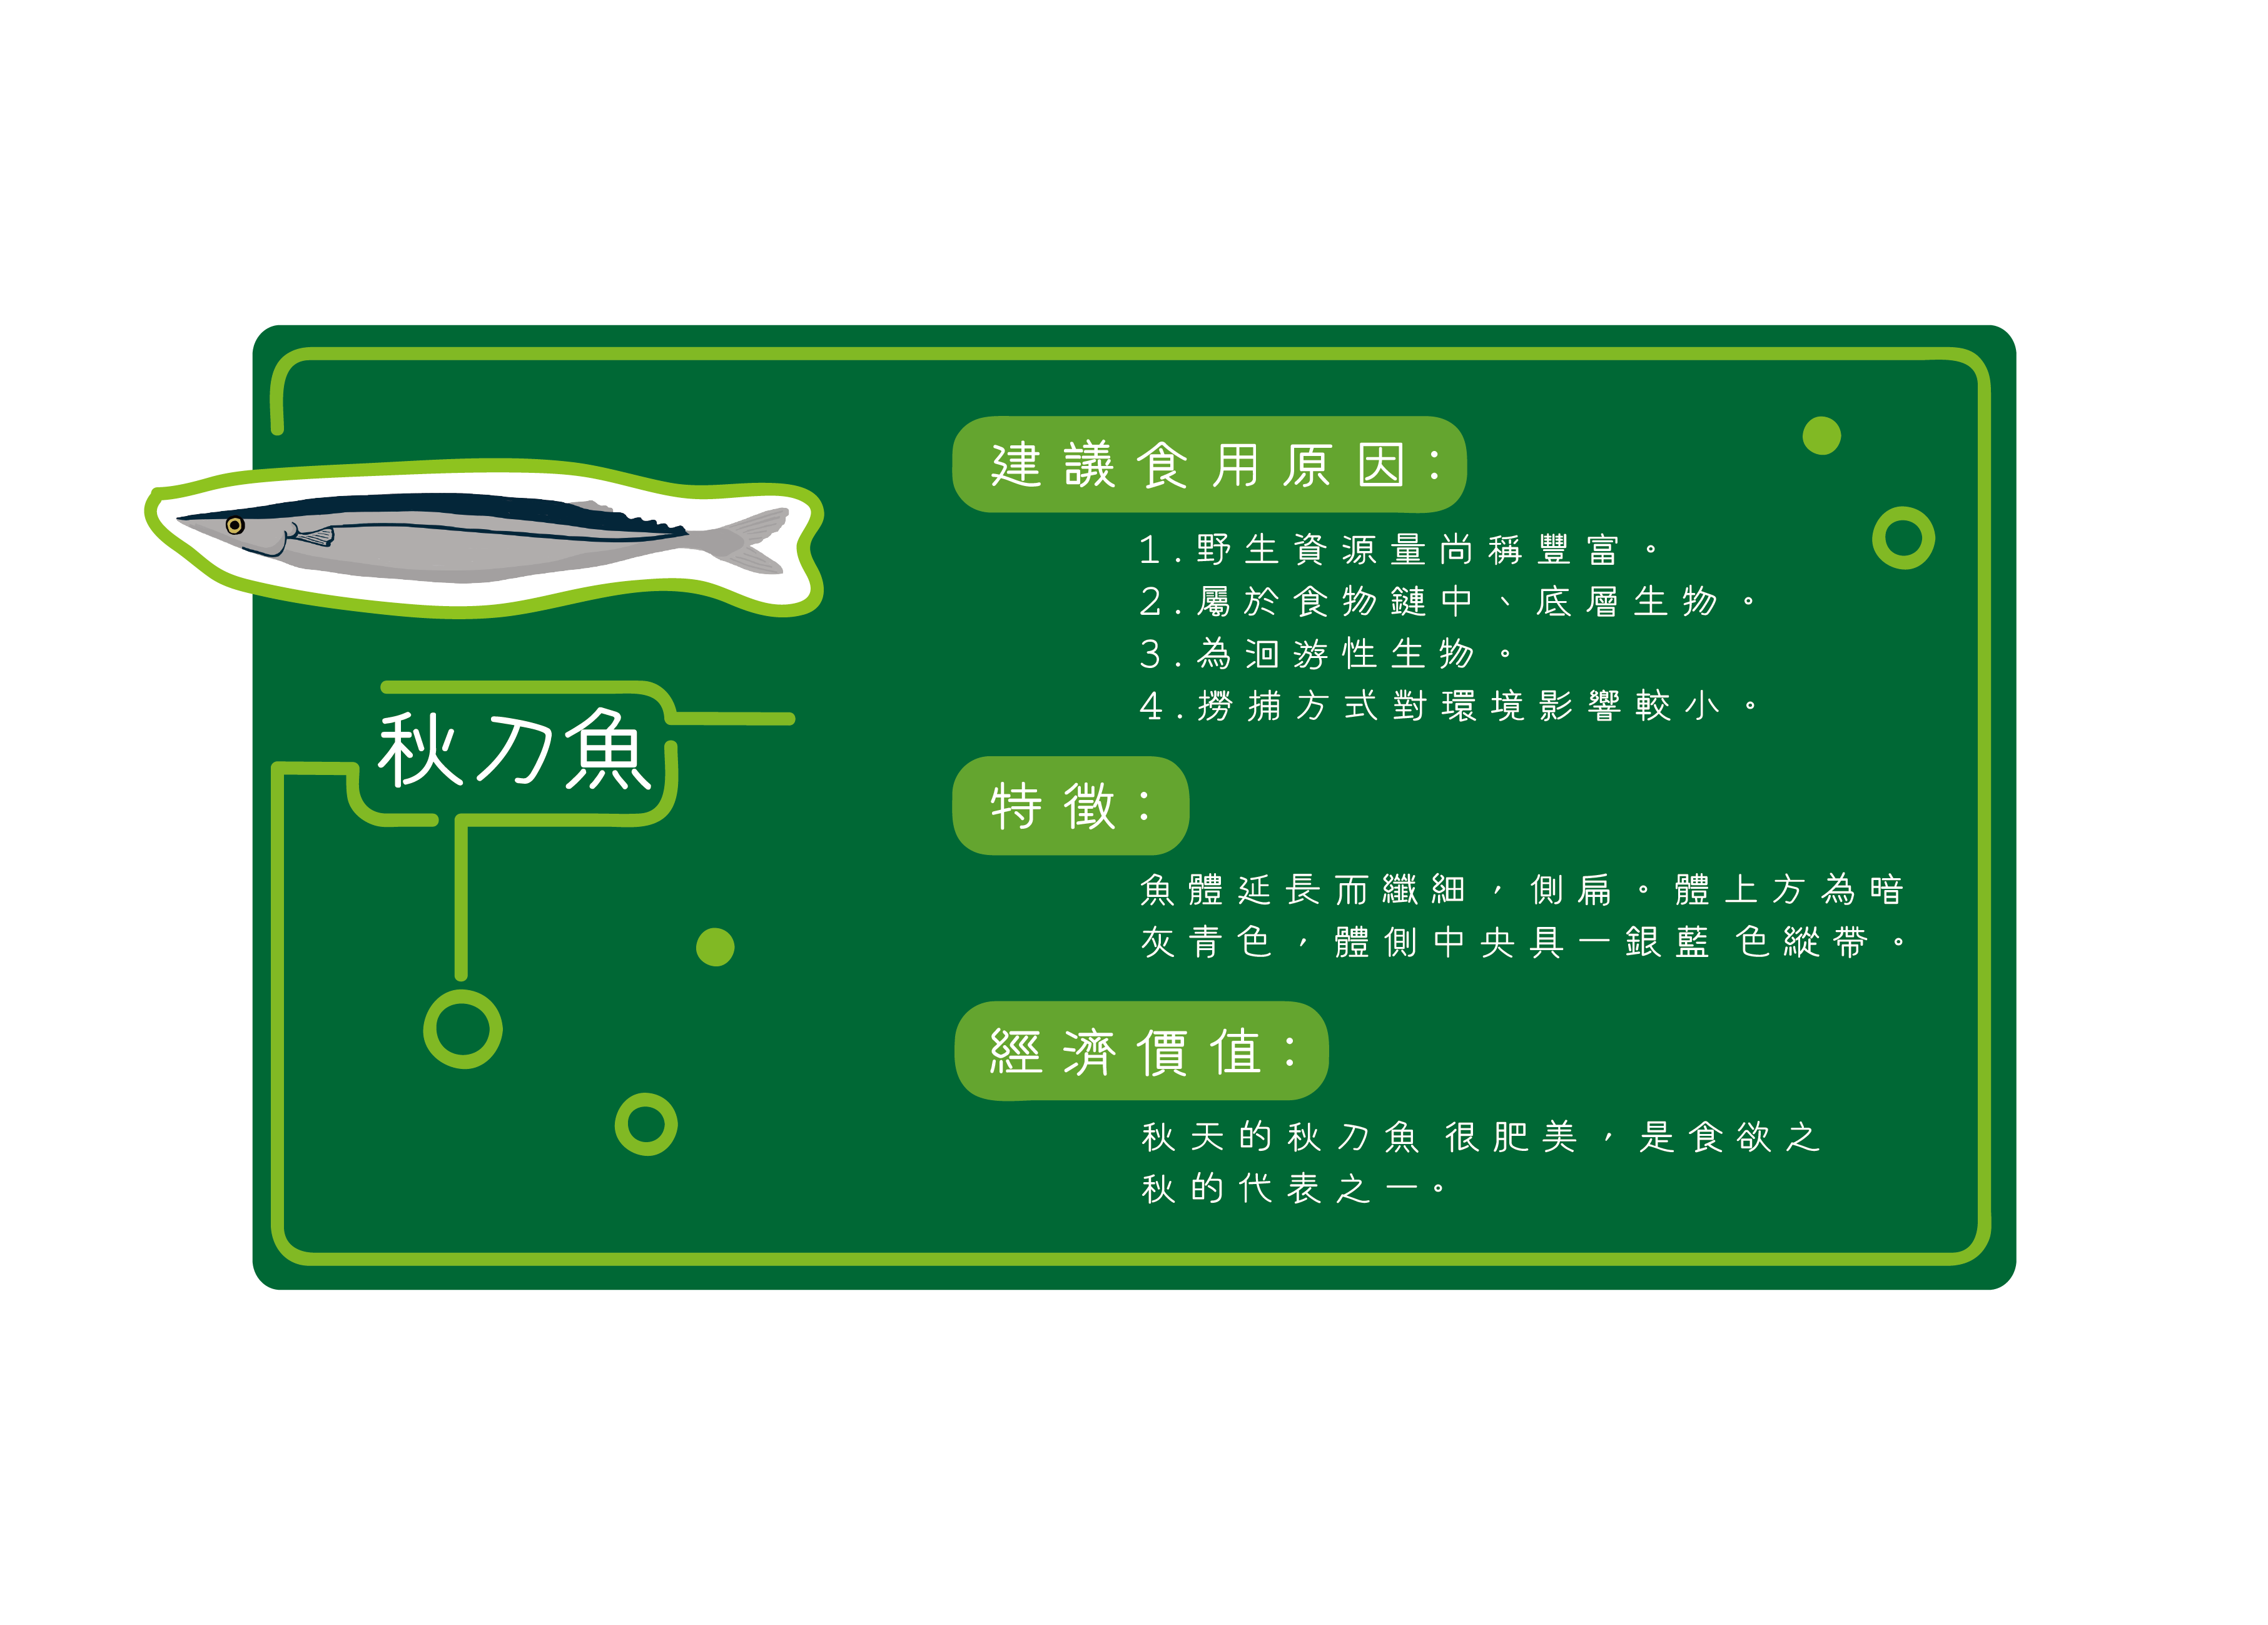 秋刀魚
建議食用原因：
1.野生資源量尚稱豐富。
2.屬於食物鏈中、底層生物。
3.為洄游性生物。
4.撈捕方式對環境影響較小。
特徵：
魚體延長而纖細，側扁。體上方為暗
灰青色，體側中央具一銀藍 色縱帶。
經濟價值：
秋天的秋刀魚 很肥美，是食欲之
秋的代表之一。